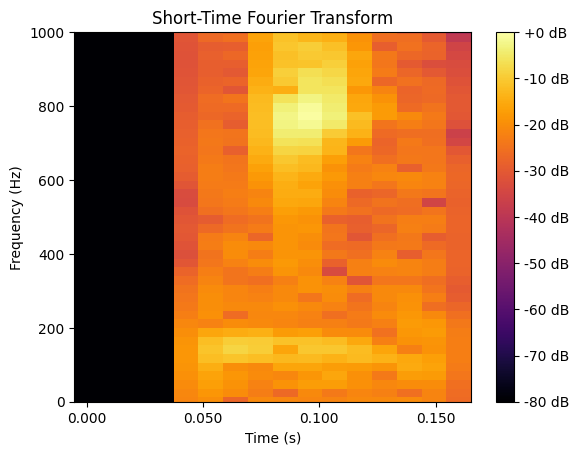 Short-Time Fourier Transform
1000
800
600
400
200
0
Frequency (Hz)
0.000
0.050
0.100
0.150
Time (s)
+0 dB
-10 dB
-20 dB
-30 dB
-40 dB
-50 dB
-60 dB
-70 dB
-80 dB